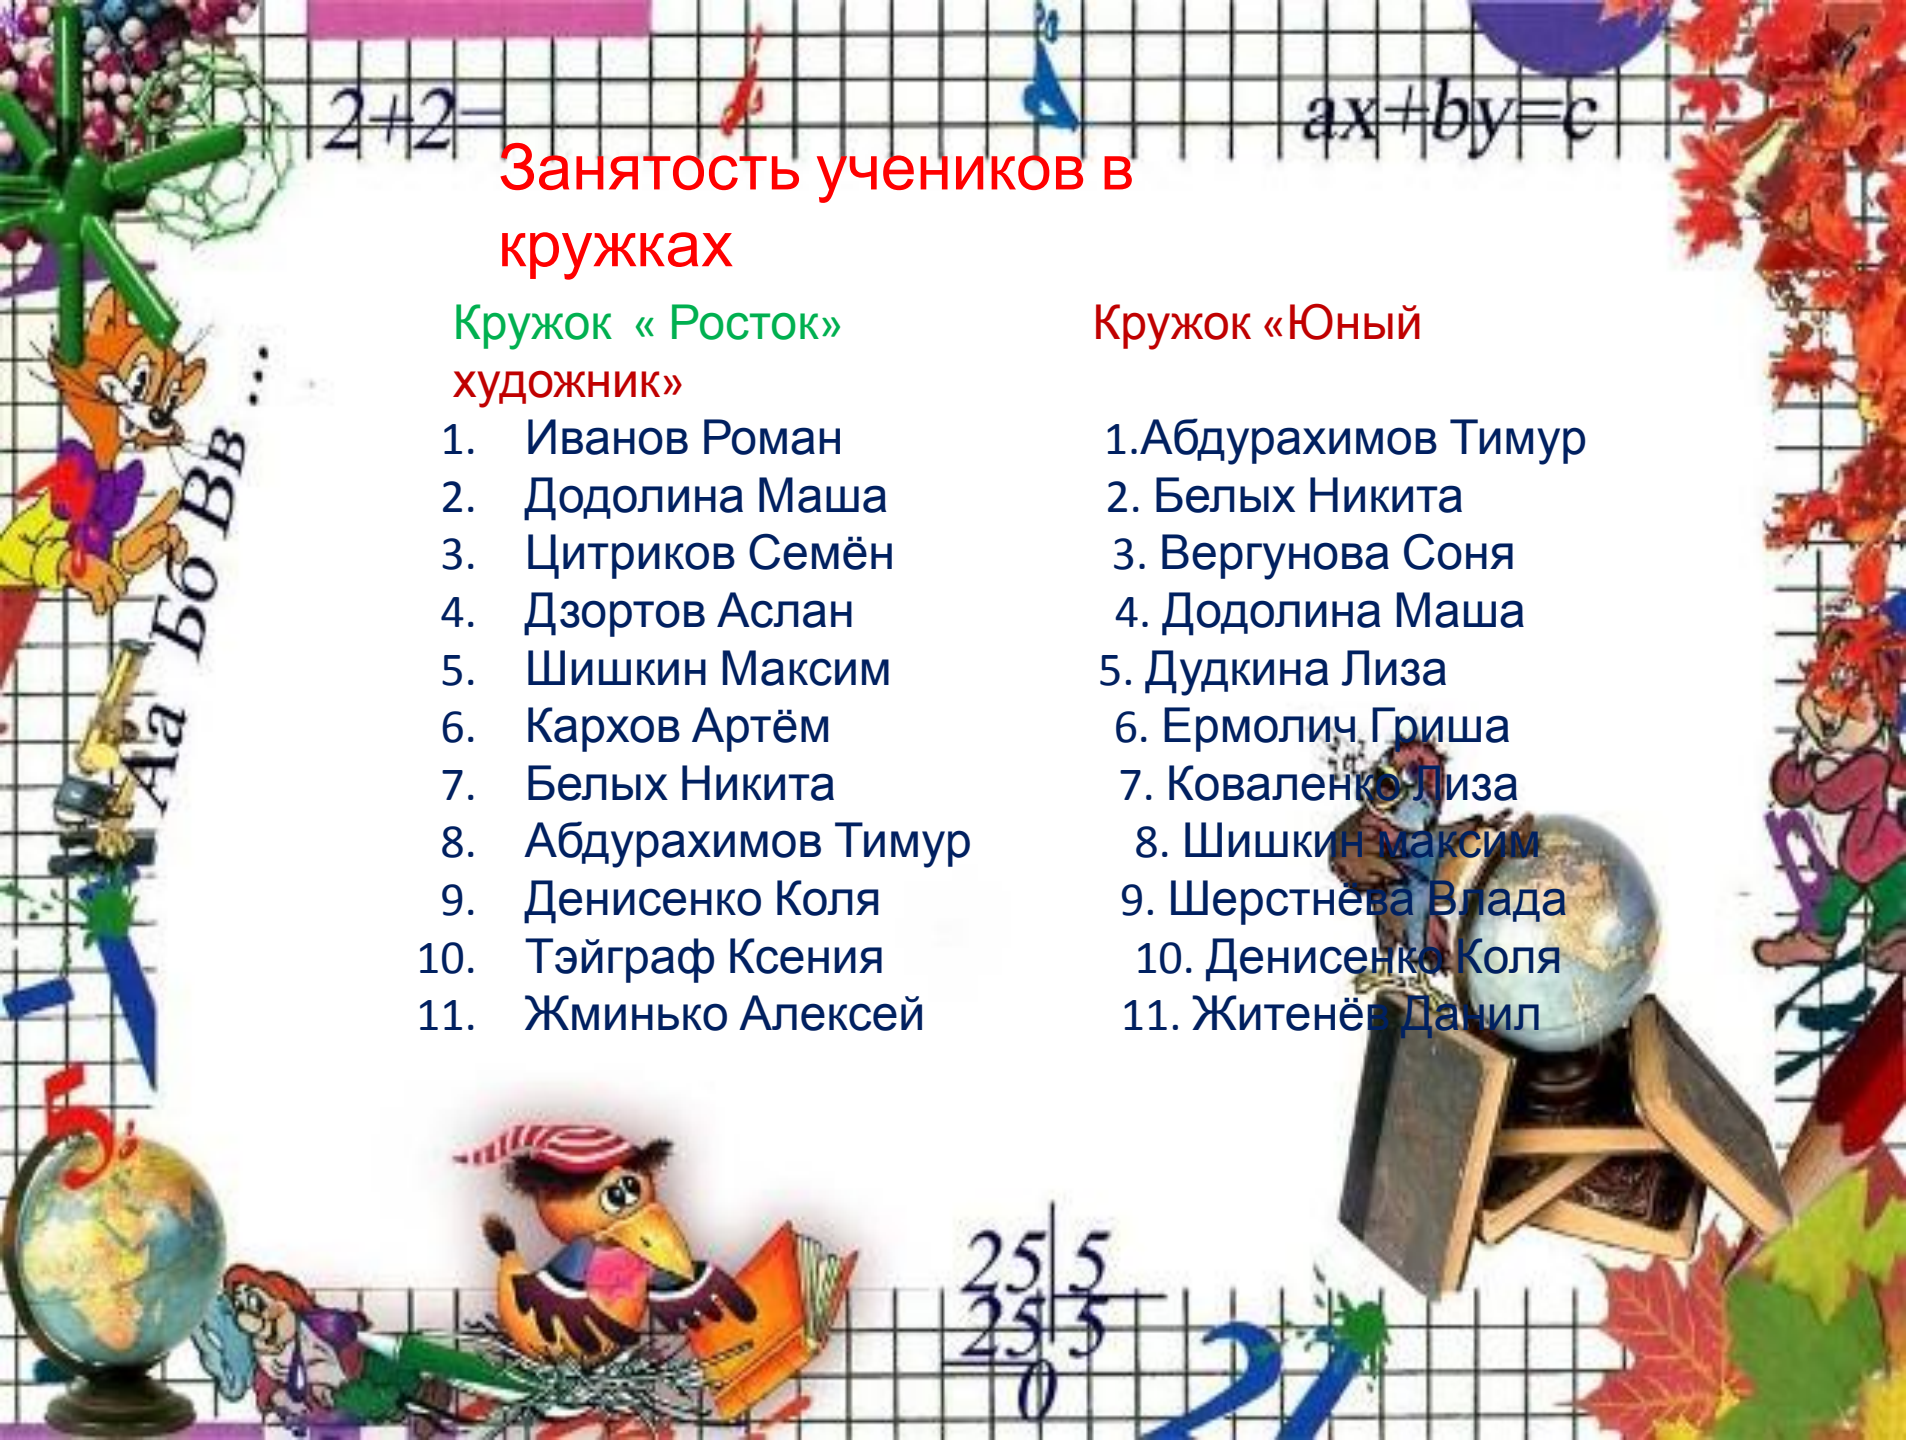 2+2=
ax+by=c
Занятость учеников в
кружках
Кружок « Росток» Кружок «Юный
художник»
1. Иванов Роман 1.Абдурахимов Тимур
2. Додолина Маша 2. Белых Никита
3. Цитриков Семён 3. Вергунова Соня
4. Дзортов Аслан 4. Додолина Маша
5. Шишкин Максим 5. Дудкина Лиза
6. Кархов Артём 6. Ермолич Гриша
7. Белых Никита 7. Коваленко Лиза
8. Абдурахимов Тимур 8. Шишкин максим
9. Денисенко Коля 9. Шерстнёва Влада
10. Тэйграф Ксения 10. Денисенко Коля
11. Жминько Алексей 11. Житенёв Данил
Аа Бб Вв ...
5
25 5
25 5
0